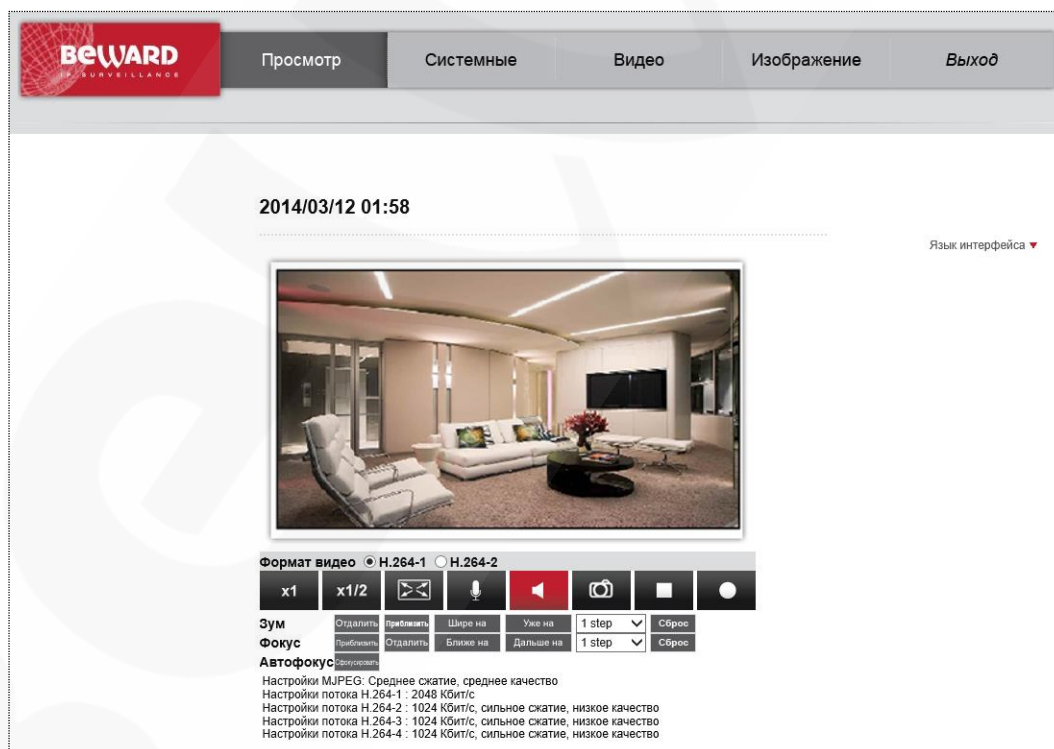 BEWARD
IP SURVEILLANCE
Просмотр Системные Видео Изображение Выход
2014/03/12 01:58
Язык интерфейса
Формат видео H.264-1 H.264-2
x1 x1/2
Зум Отдалить Приблизить Шире на Уже на 1 step Сброс
Фокус Приблизить Отдалить Ближе на Дальше на 1 step Сброс
Автофокус Сфокусировать
Настройки MJPEG: Среднее сжатие, среднее качество
Настройки потока H.264-1 : 2048 Кбит/с
Настройки потока H.264-2 : 1024 Кбит/с, сильное сжатие, низкое качество
Настройки потока H.264-3 : 1024 Кбит/с, сильное сжатие, низкое качество
Настройки потока H.264-4 : 1024 Кбит/с, сильное сжатие, низкое качество